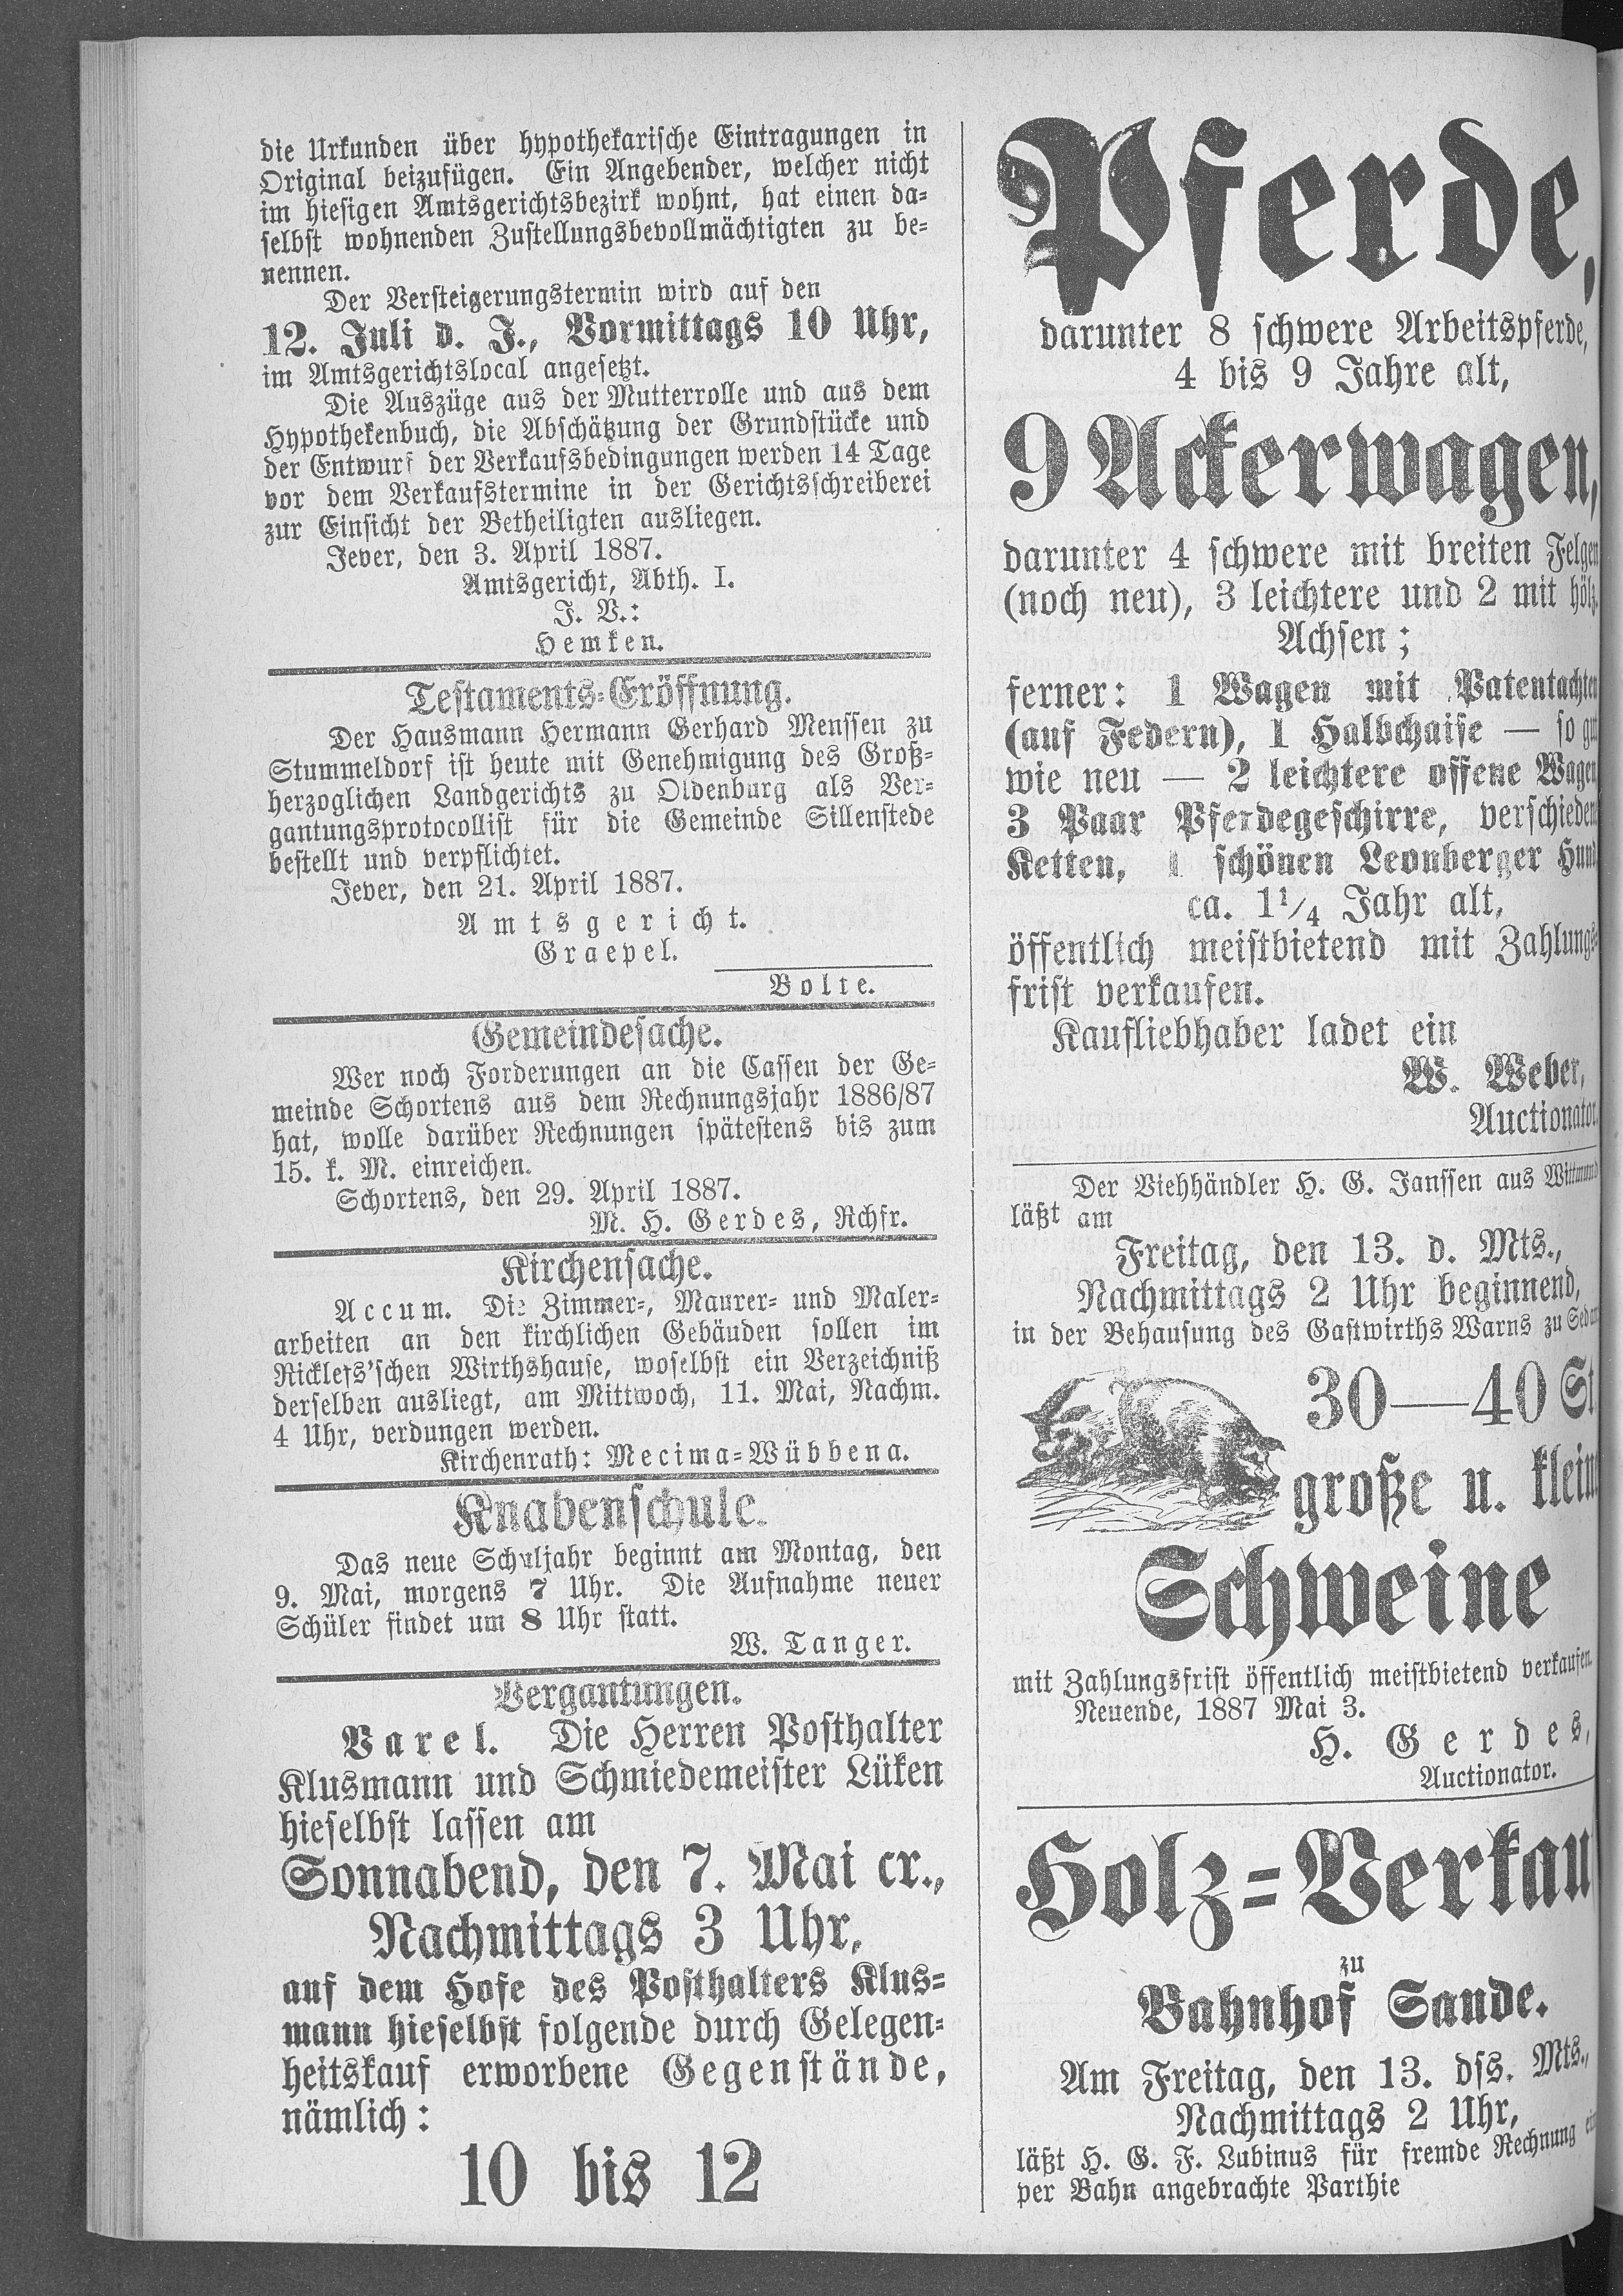 die Urkunden über hypothekarische Eintragungen in
Original beizufügen. Ein Angebender, welcher nicht
im hiesigen Amtsgerichtsbezirk wohnt, hat einen da-
selbst wohnenden Zustellungsbevollmächtigten zu be-
nennen.
Der Versteigerungstermin wird auf den
12. Juli d. J., Vormittags 10 Uhr,
im Amtsgerichtslocal angesetzt.
Die Auszüge aus der Mutterrolle und aus dem
Hypothekenbuch, die Abschätzung der Grundstücke und
der Entwurf der Verkaufsbedingungen werden 14 Tage
vor dem Verkaufstermine in der Gerichtsschreiberei
zur Einsicht der Betheiligten ausliegen.
Jever, den 3. April 1887.
Amtsgericht, Abth. I.
J. V.:
Hemken.
Testaments-Eröffnung.
Der Hausmann Hermann Gerhard Menssen zu
Stummeldorf ist heute mit Genehmigung des Groß-
herzoglichen Landgerichts zu Oldenburg als Ver-
gantungsprotocollist für die Gemeinde Sillenstede
bestellt und verpflichtet.
Jever, den 21. April 1887.
Amtsgericht.
Graepel.
Bolte.
Gemeindesache.
Wer noch Forderungen an die Cassen der Ge-
meinde Schortens aus dem Rechnungsjahr 1886/87
hat, wolle darüber Rechnungen spätestens bis zum
15. k. M. einreichen.
Schortens, den 29. April 1887.
M. H. Gerdes, Rchfr.
Kirchensache.
Accum. Die Zimmer-, Maurer- und Maler-
arbeiten an den kirchlichen Gebäuden sollen im
Ricklefs'schen Wirthshause, woselbst ein Verzeichniß
derselben ausliegt, am Mittwoch, 11. Mai, Nachm.
4 Uhr, verdungen werden.
Kirchenrath: Mecima-Wübbena.
Knabenschule.
Das neue Schuljahr beginnt am Montag, den
9. Mai, morgens 7 Uhr. Die Aufnahme neuer
Schüler findet um 8 Uhr statt.
W. Tanger.
Vergantungen.
Varel. Die Herren Posthalter
Klusmann und Schmiedemeister Lüken
hieselbst lassen am
Sonnabend, den 7. Mai cr.,
Nachmittags 3 Uhr,
auf dem Hofe des Posthalters Klus-
mann hieselbst folgende durch Gelegen-
heitskauf erworbene Gegenstände,
nämlich:
10 bis 12
Pferde,
darunter 8 schwere Arbeitspferde,
4 bis 9 Jahre alt,
9 Ackerwagen,
darunter 4 schwere mit breiten Felgen
(noch neu), 3 leichtere und 2 mit hölz.
Achsen;
ferner: 1 Wagen mit Patentachsen
(auf Federn), 1 Halbchaise — so gut
wie neu — 2 leichtere offene Wagen
3 Paar Pferdegeschirre, verschiedene
Ketten, 1 schönen Leonberger Hund,
ca. 1 1/4 Jahr alt,
öffentlich meistbietend mit Zahlungs-
frist verkaufen.
Kaufliebhaber ladet ein
W. Weber,
Auctionator.
Der Viehhändler H. G. Janssen aus Wittmund
läßt am
Freitag, den 13. d. Mts.,
Nachmittags 2 Uhr beginnend,
in der Behausung des Gastwirths Warns zu Sedan
30—40 St.
große u. kleine
Schweine
mit Zahlungsfrist öffentlich meistbietend verkaufen.
Neuende, 1887 Mai 3.
H. Gerdes,
Auctionator.
Holz-Verkau
zu
Bahnhof Sande.
Am Freitag, den 13. dss. Mts.,
Nachmittags 2 Uhr,
läßt H. G. F. Lubinus für fremde Rechnung
per Bahn angebrachte Parthie